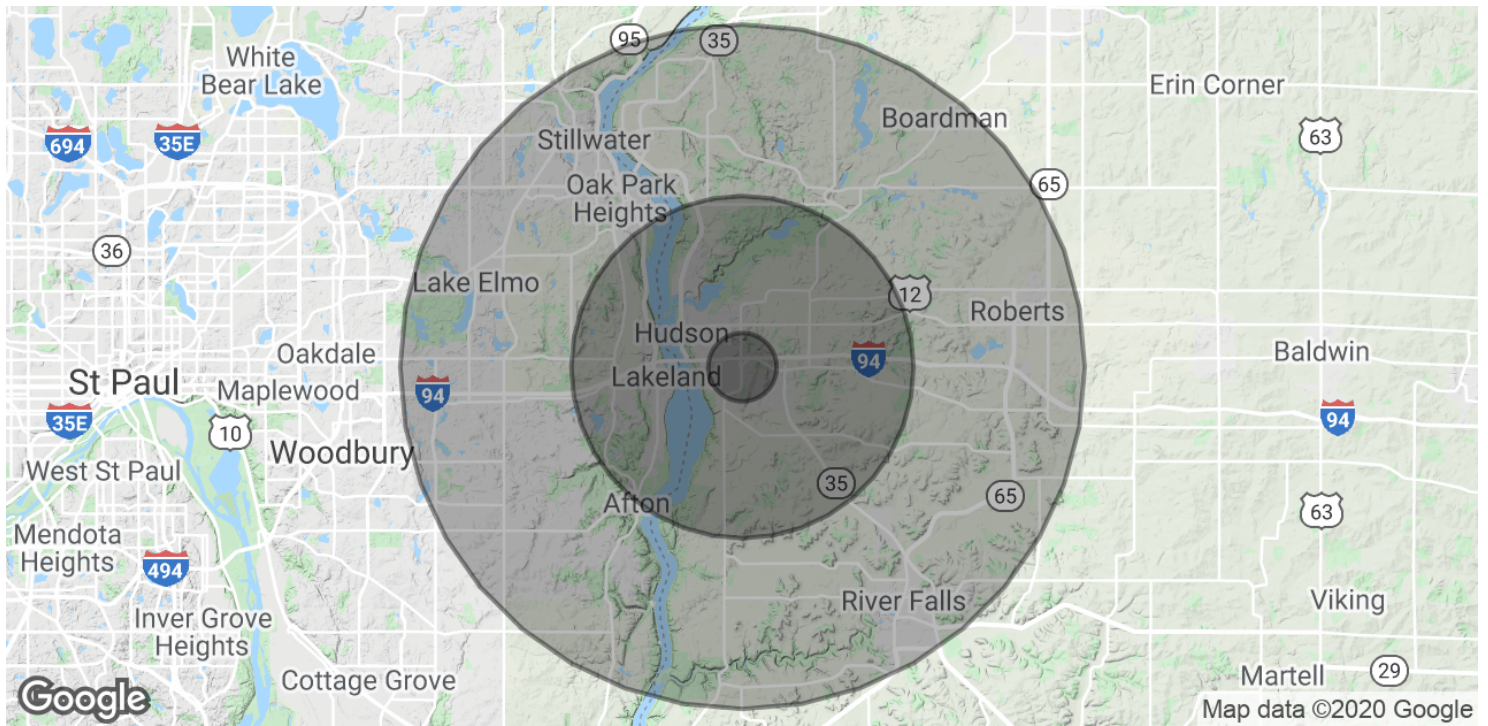 95
35
White
Bear Lake
Erin Corner
Boardman
63
694
35E
Stillwater
65
Oak Park
Heights
36
Lake Elmo
12
Roberts
Hudson
Oakdale
94
Baldwin
St Paul
Lakeland
Maplewood
94
35E
94
10
Woodbury
West St Paul
35
65
Afton
63
Mendota
Heights
494
River Falls
Viking
Inver Grove
Heights
Cottage Grove
Martell
29
Google
Map data ©2020 Google